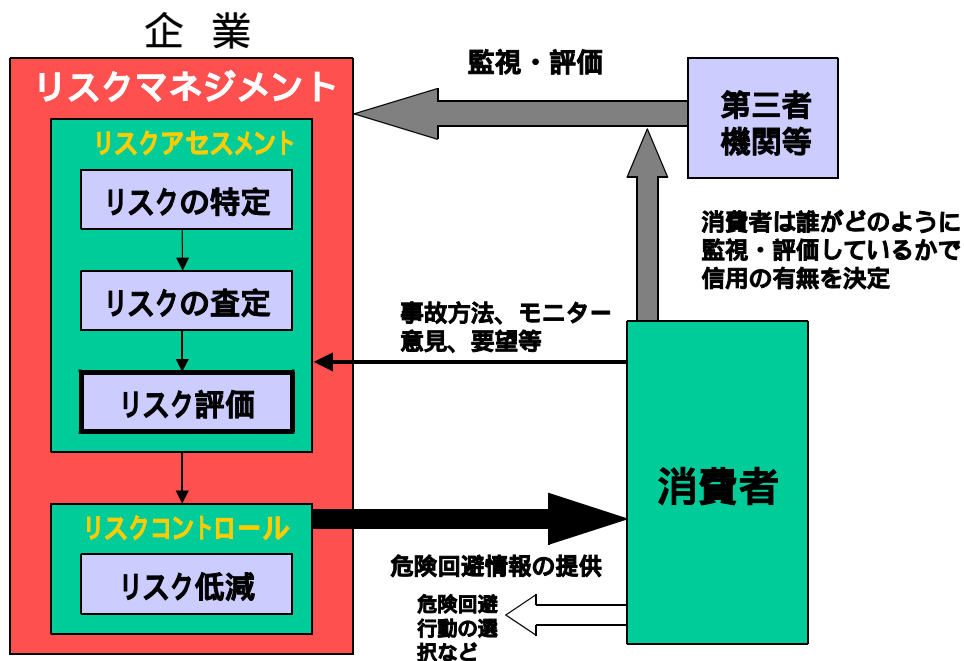 企 業
リスクマネジメント
リスクアセスメント
リスクの特定
リスクの査定
リスク評価
リスクコントロール
リスク低減
監視・評価
第三者
機関等
消費者は誰がどのように
監視・評価しているかで
信用の有無を決定
事故方法、モニター
意見、要望等
消費者
危険回避情報の提供
危険回避
行動の選
択など